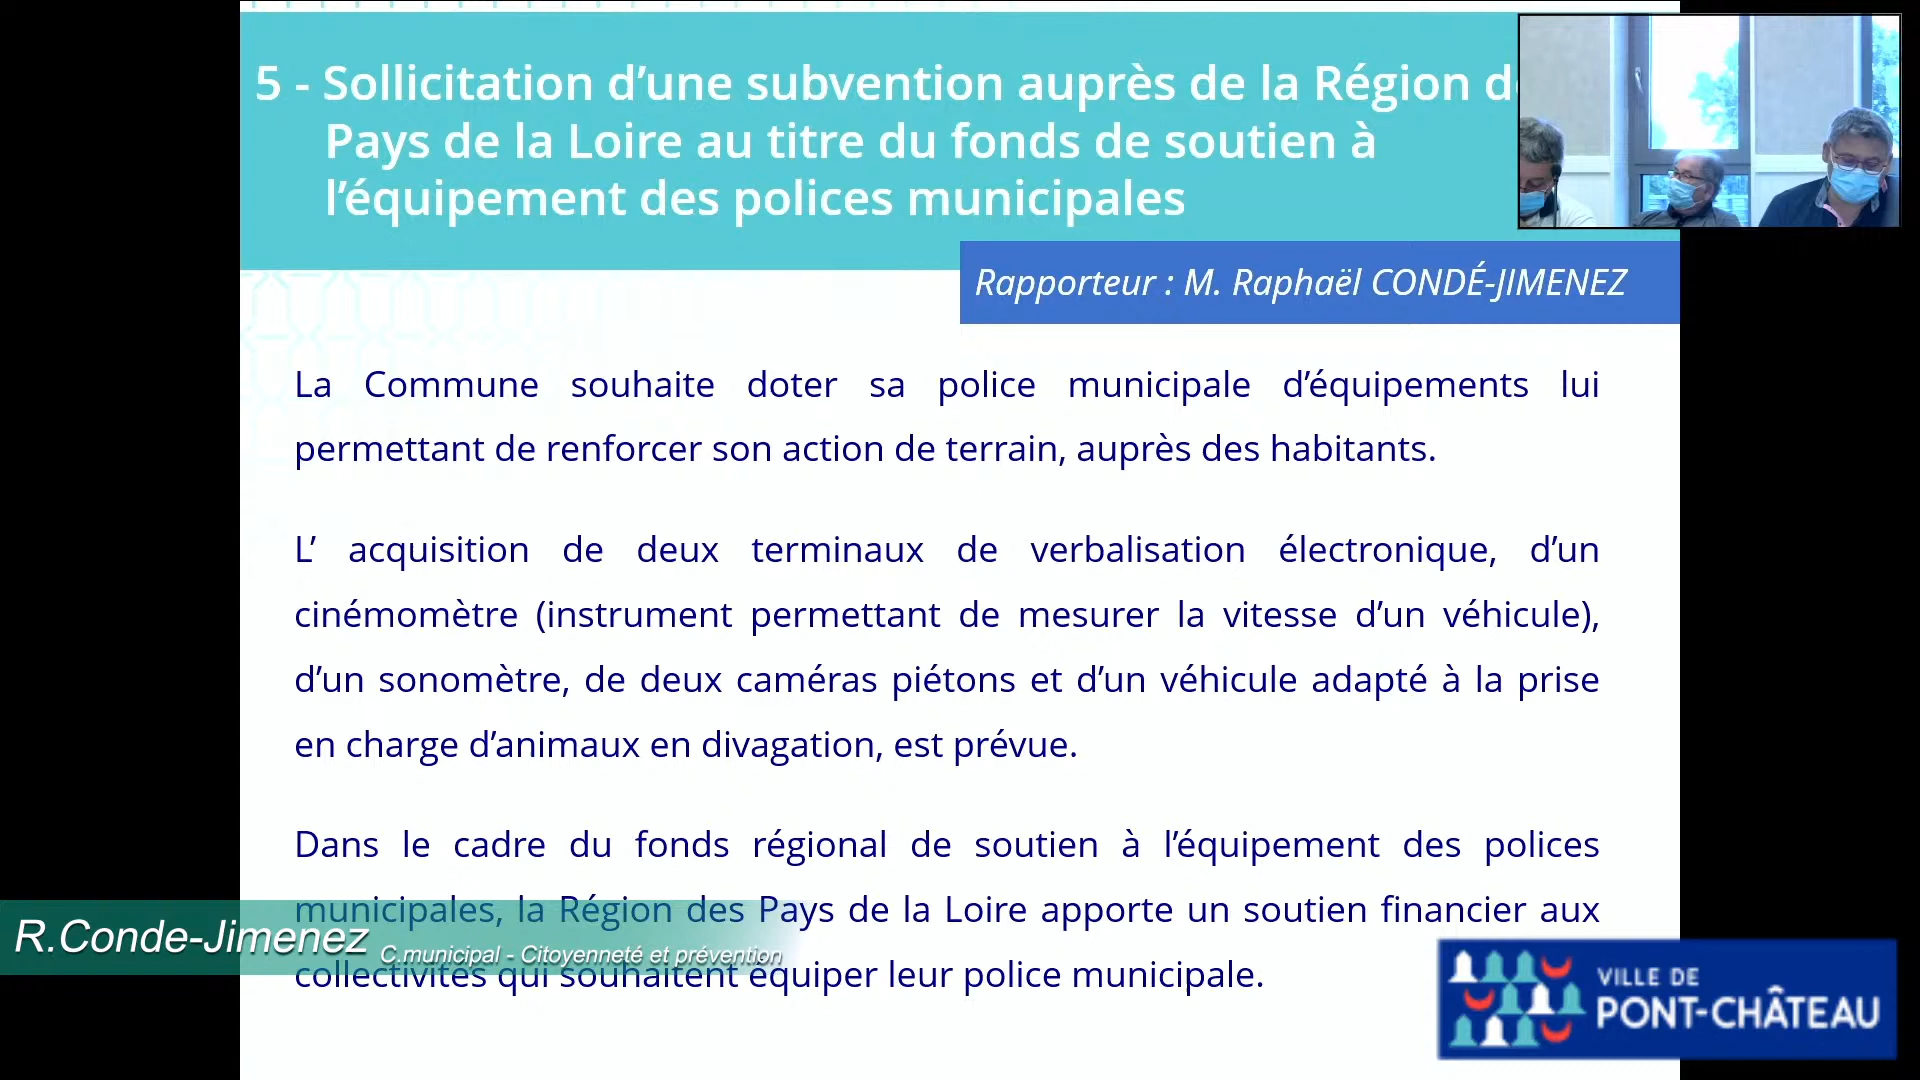 5 - Sollicitation d’une subvention auprès de la Région
Pays de la Loire au titre du fonds de soutien à
l’équipement des polices municipales
Rapporteur : M. Raphaël CONDÉ-JIMENEZ
La Commune souhaite doter sa police municipale d’équipements lui
permettant de renforcer son action de terrain, auprès des habitants.
L’ acquisition de deux terminaux de verbalisation électronique, d’un
cinémomètre (instrument permettant de mesurer la vitesse d’un véhicule),
d’un sonomètre, de deux caméras piétons et d’un véhicule adapté à la prise
en charge d’animaux en divagation, est prévue.
Dans le cadre du fonds régional de soutien à l’équipement des polices
municipales, la Région des Pays de la Loire apporte un soutien financier aux
collectivités qui souhaitent équiper leur police municipale.
R.Conde-Jimenez
C.municipal - Citoyenneté et prévention
VILLE DE
PONT-CHÂTEAU